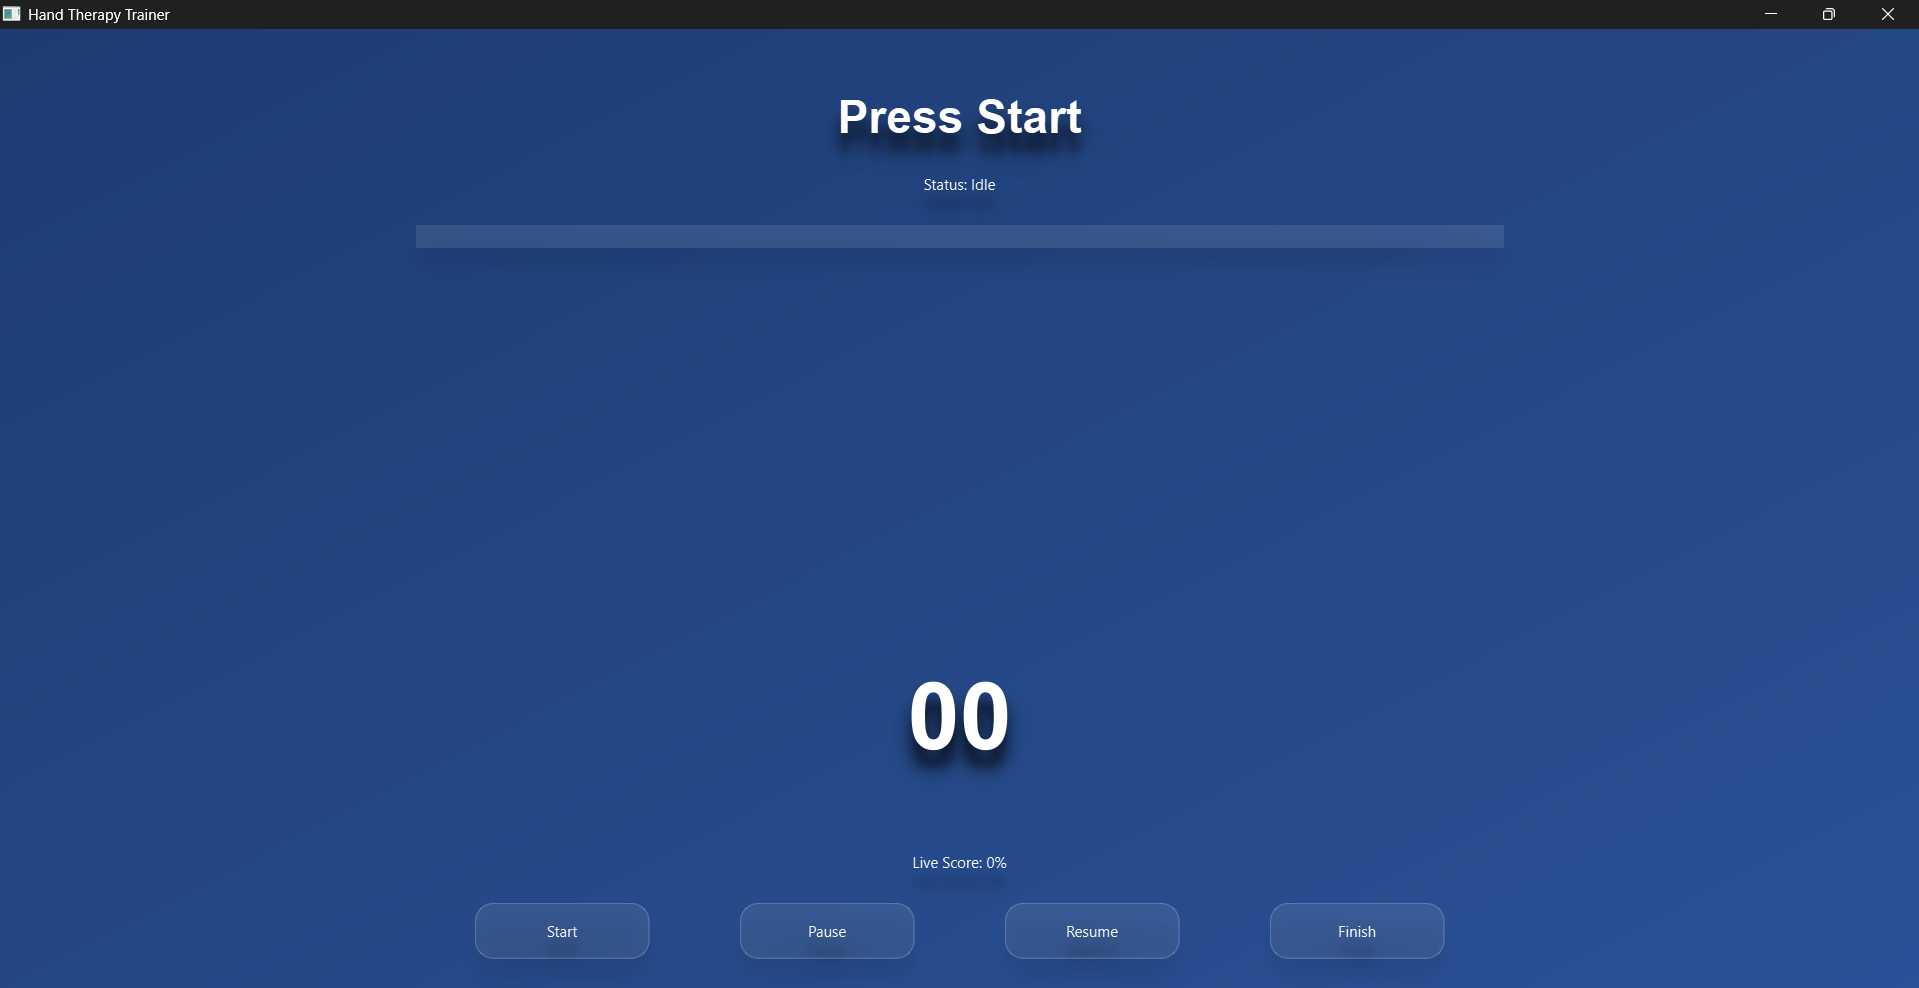 Hand Therapy Trainer
Press Start
Status: Idle
00
Live Score: 0%
Start
Pause
Resume
Finish